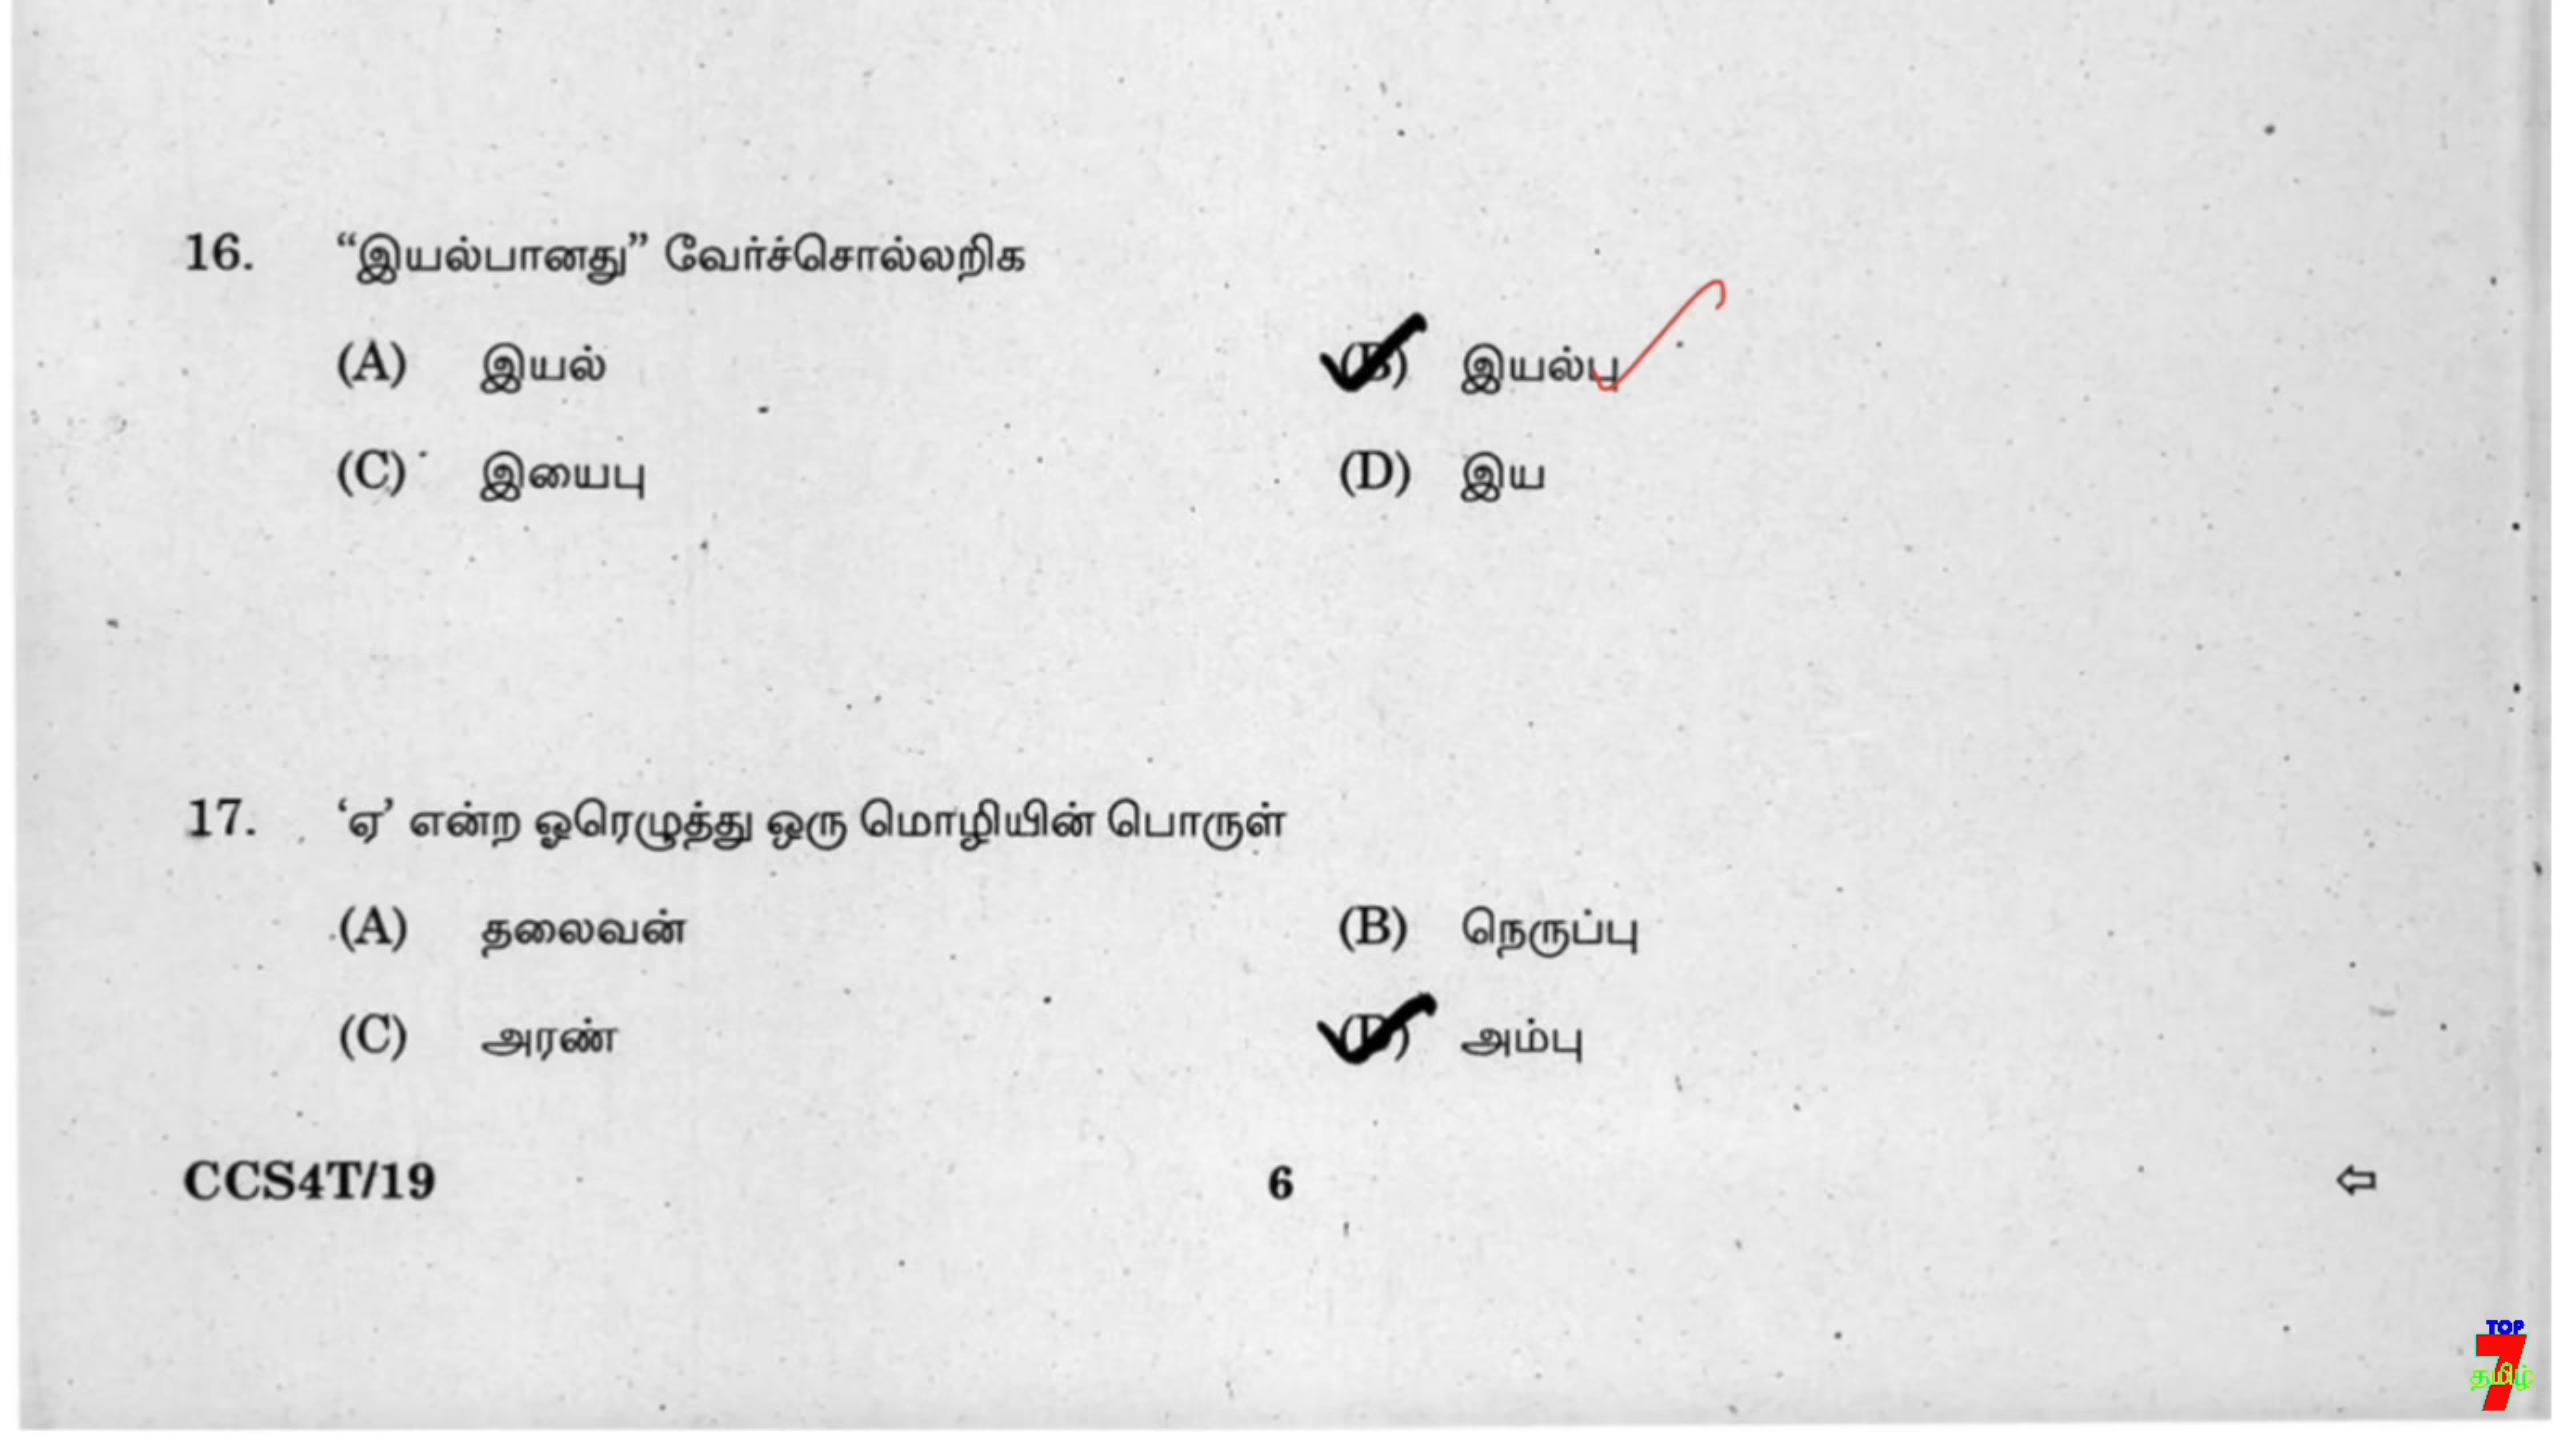 16. “இயல்பானது” வேர்ச்சொல்லறிக
(A) இயல் (B) இயல்பு
(C) இயைபு (D) இய
17. ‘ஏ’ என்ற ஓரெழுத்து ஒரு மொழியின் பொருள்
(A) தலைவன் (B) நெருப்பு
(C) அரண் (D) அம்பு
CCS4T/19 6 ⇦
TOP
7
தமிழ்